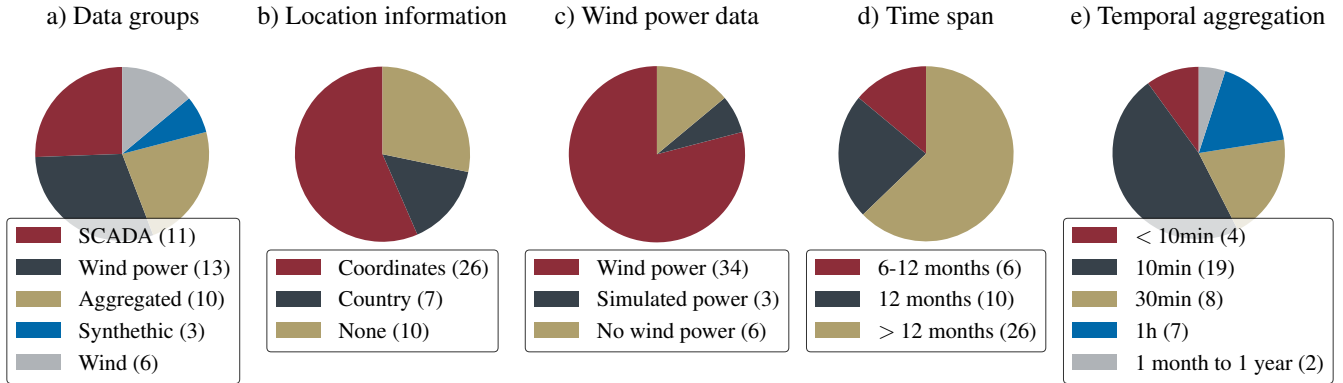 a) Data groups
SCADA (11)
Wind power (13)
Aggregated (10)
Synthethic (3)
Wind (6)
b) Location information
Coordinates (26)
Country (7)
None (10)
c) Wind power data
Wind power (34)
Simulated power (3)
No wind power (6)
d) Time span
6-12 months (6)
12 months (10)
> 12 months (26)
e) Temporal aggregation
< 10min (4)
10min (19)
30min (8)
1h (7)
1 month to 1 year (2)